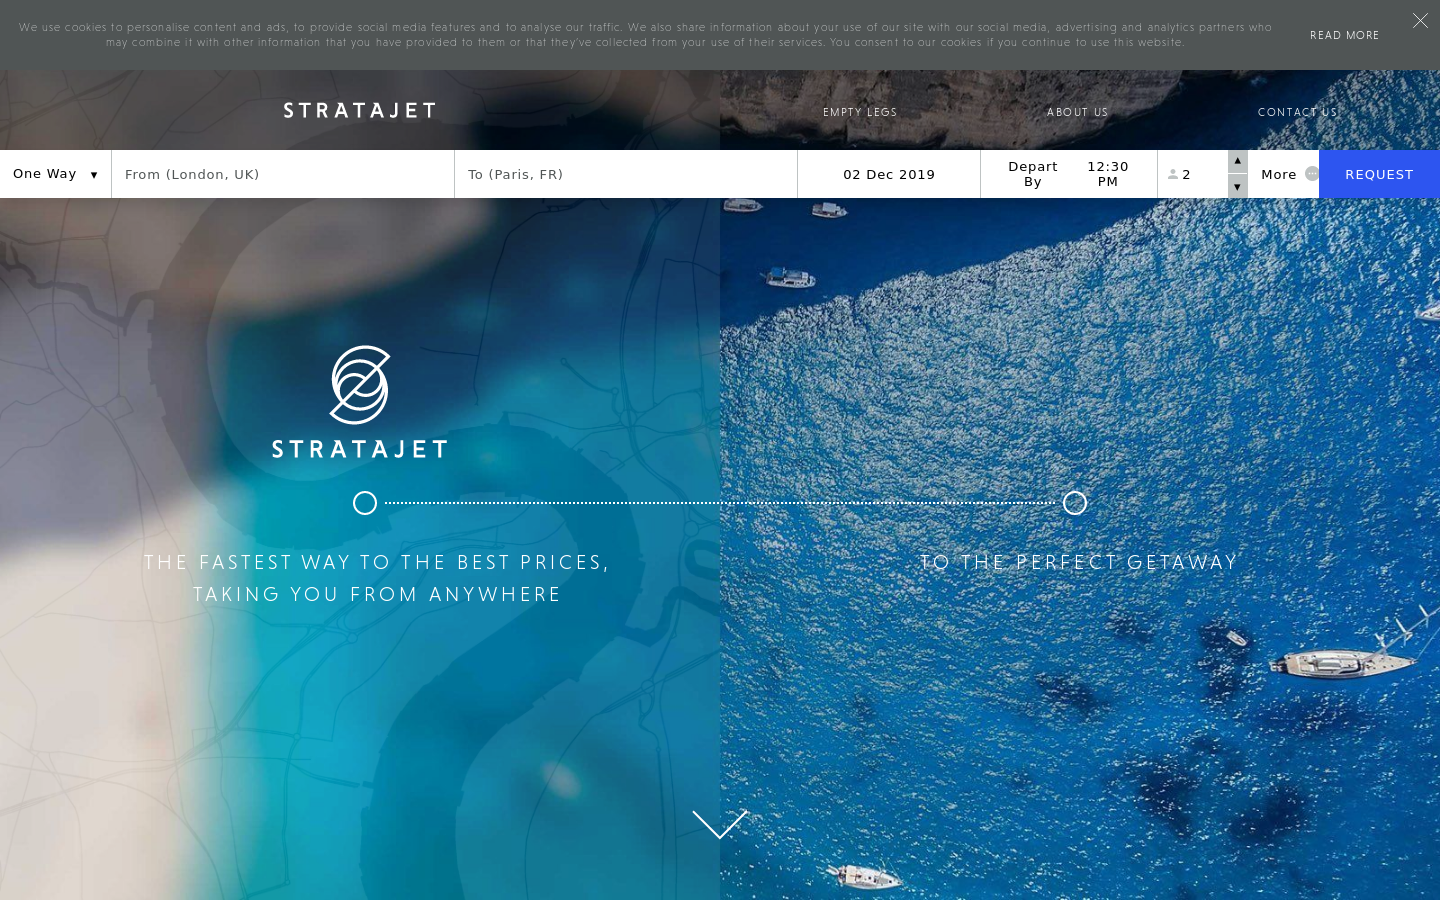 We use cookies to personalise content and ads, to provide social media features and to analyse our traffic. We also share information about your use of our site with our social media, advertising and analytics partners who
may combine it with other information that you have provided to them or that they've collected from your use of their services. You consent to our cookies if you continue to use this website.
READ MORE
STRATAJET
EMPTY LEGS
ABOUT US
CONTACT US
One Way
From (London, UK)
To (Paris, FR)
02 Dec 2019
Depart
By
12:30
PM
2
More
REQUEST
STRATAJET
THE FASTEST WAY TO THE BEST PRICES,
TAKING YOU FROM ANYWHERE
TO THE PERFECT GETAWAY